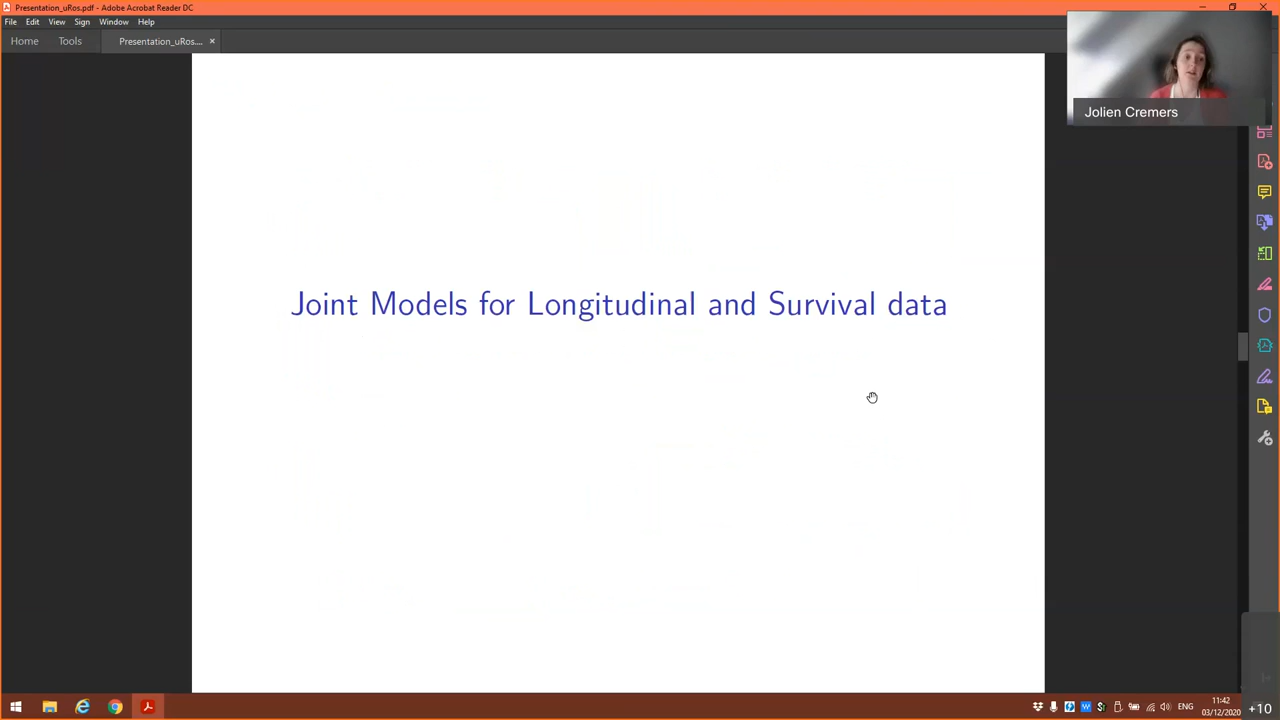 Presentation_uRos.pdf - Adobe Acrobat Reader DC
File Edit View Sign Window Help
Home Tools Presentation_uRos....
Jolien Cremers
Joint Models for Longitudinal and Survival data
ENG
11:42
03/12/2020
+10